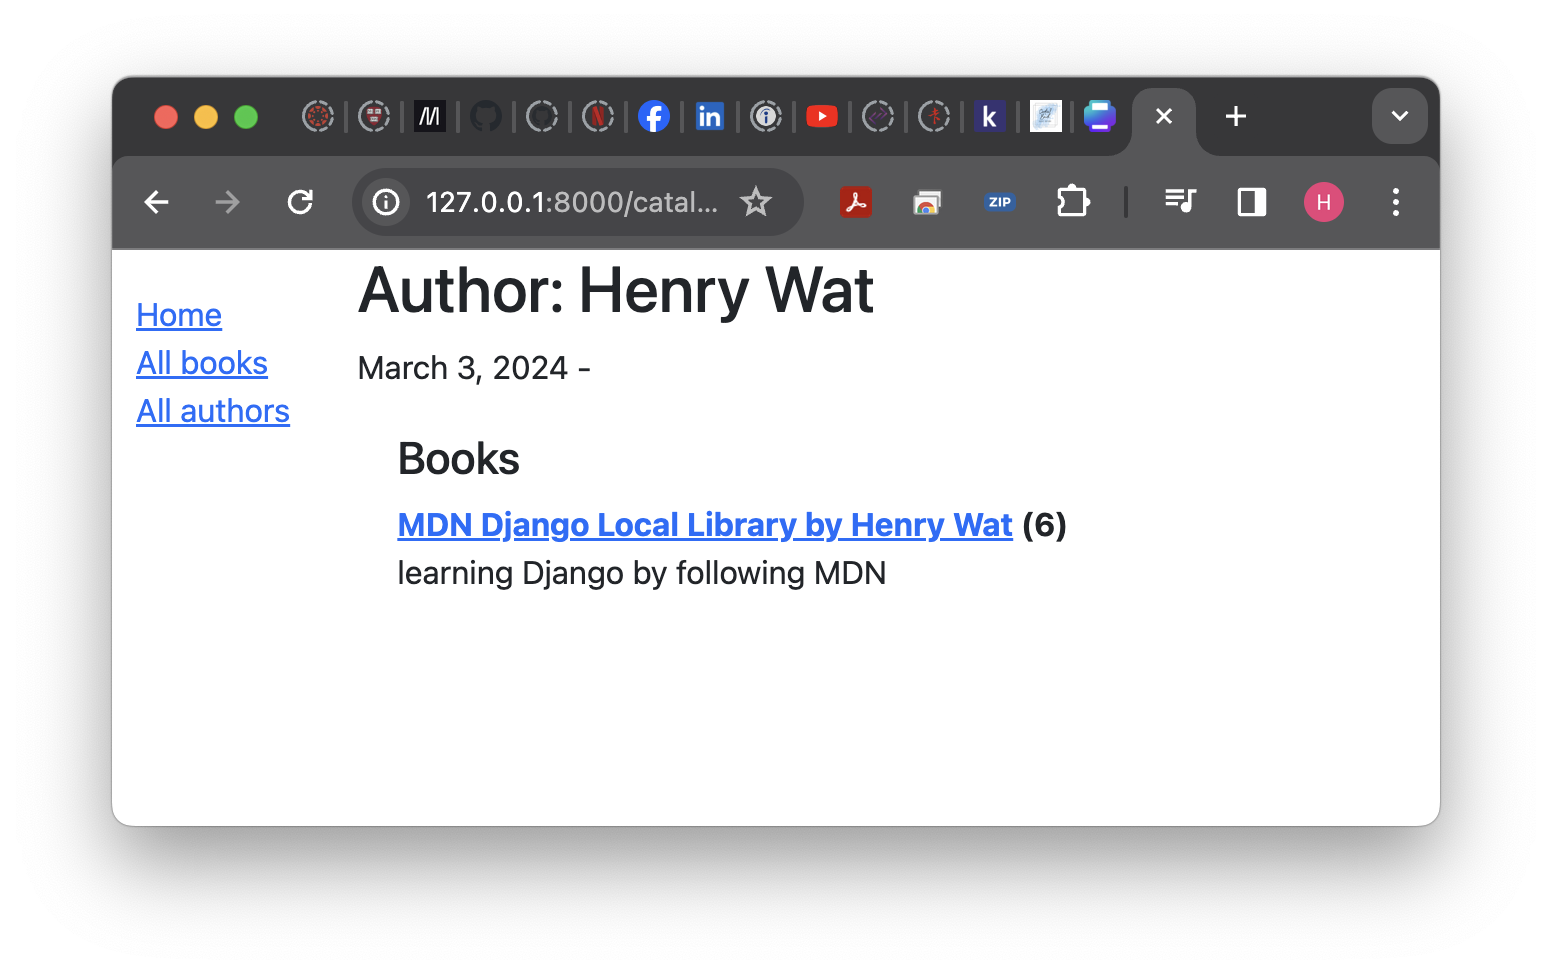 127.0.0.1:8000/catal...
ZIP
H
Home
All books
All authors
Author: Henry Wat
March 3, 2024 -
Books
MDN Django Local Library by Henry Wat (6)
learning Django by following MDN